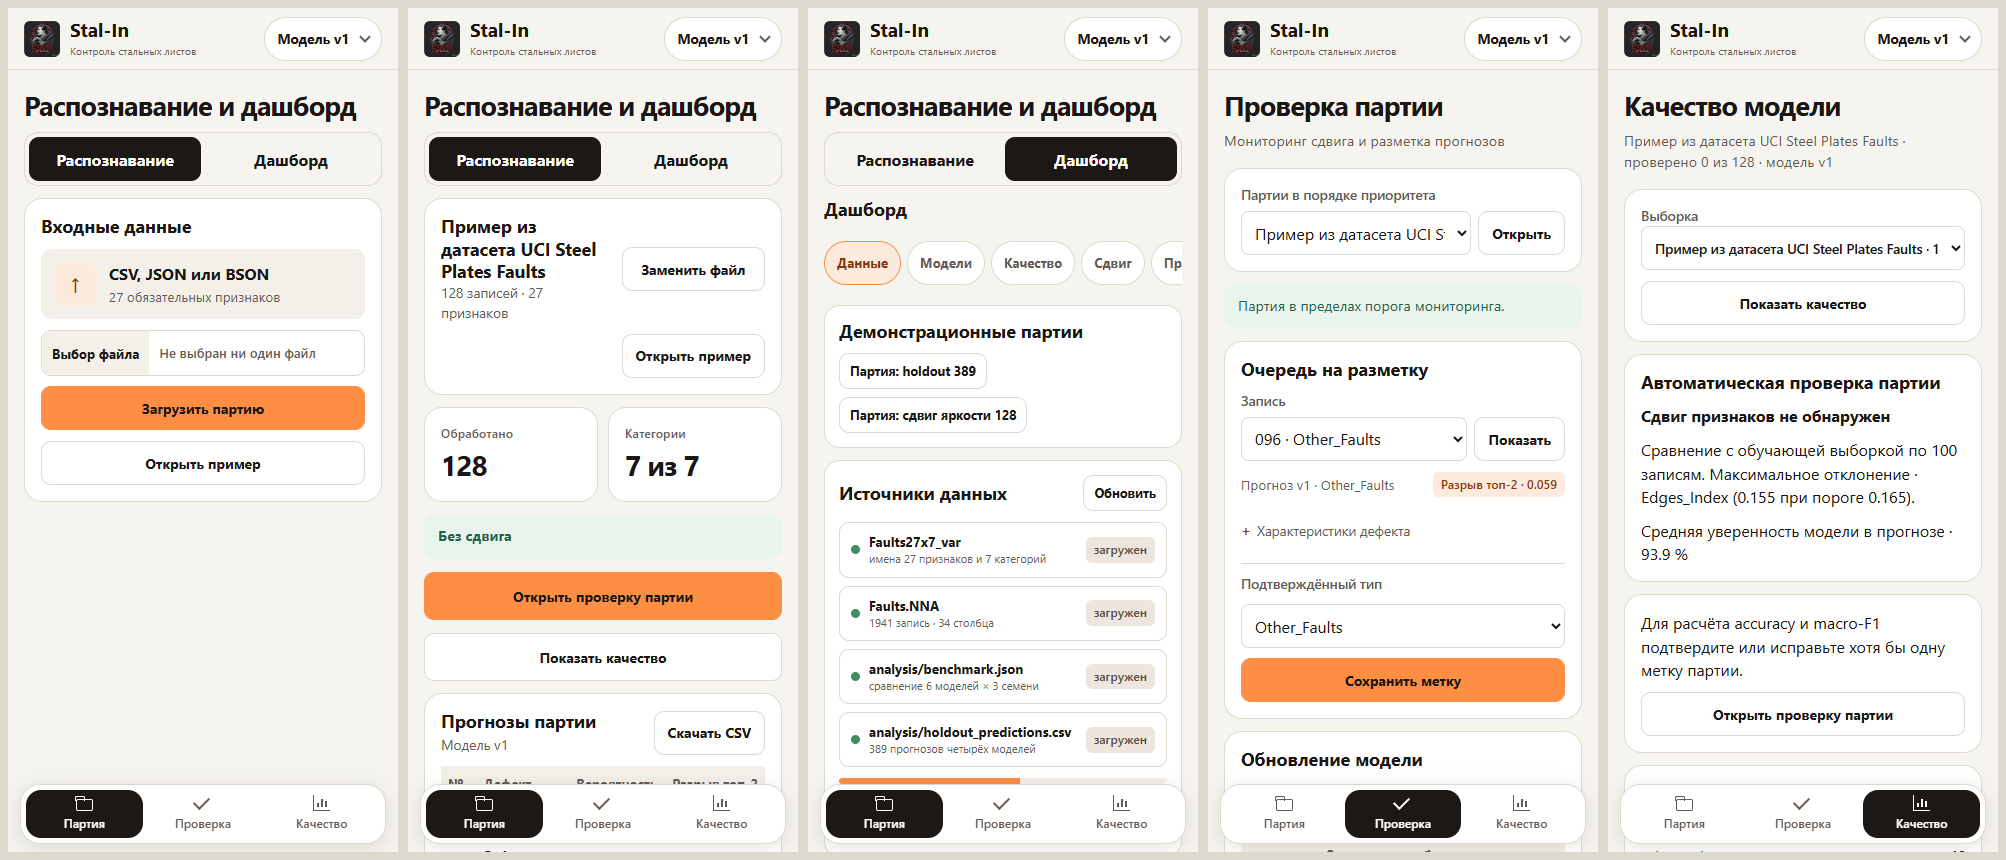 Stal-In
Контроль стальных листов
Модель v1
Распознавание и дашборд
Распознавание
Дашборд
Входные данные
↑
CSV, JSON или BSON
27 обязательных признаков
Выбор файла
Не выбран ни один файл
Загрузить партию
Открыть пример
Партия
Проверка
Качество
Stal-In
Контроль стальных листов
Модель v1
Распознавание и дашборд
Распознавание
Дашборд
Пример из
датасета UCI Steel
Plates Faults
128 записей · 27
признаков
Заменить файл
Открыть пример
Обработано
128
Категории
7 из 7
Без сдвига
Открыть проверку партии
Показать качество
Прогнозы партии
Модель v1
Скачать CSV
№ Дефект Вероятность Разрыв топ-2
Партия
Проверка
Качество
Stal-In
Контроль стальных листов
Модель v1
Распознавание и дашборд
Распознавание
Дашборд
Дашборд
Данные
Модели
Качество
Сдвиг
Пр
Демонстрационные партии
Партия: holdout 389
Партия: сдвиг яркости 128
Источники данных
Обновить
Faults27x7_var
имена 27 признаков и 7 категорий
загружен
Faults.NNA
1941 запись · 34 столбца
загружен
analysis/benchmark.json
сравнение 6 моделей × 3 семени
загружен
analysis/holdout_predictions.csv
389 прогнозов четырёх моделей
загружен
Партия
Проверка
Качество
Stal-In
Контроль стальных листов
Модель v1
Проверка партии
Мониторинг сдвига и разметка прогнозов
Партии в порядке приоритета
Пример из датасета UCI S
Открыть
Партия в пределах порога мониторинга.
Очередь на разметку
Запись
096 · Other_Faults
Показать
Прогноз v1 · Other_Faults
Разрыв топ-2 · 0.059
+ Характеристики дефекта
Подтверждённый тип
Other_Faults
Сохранить метку
Обновление модели
Партия
Проверка
Качество
Stal-In
Контроль стальных листов
Модель v1
Качество модели
Пример из датасета UCI Steel Plates Faults ·
проверено 0 из 128 · модель v1
Выборка
Пример из датасета UCI Steel Plates Faults · 1
Показать качество
Автоматическая проверка партии
Сдвиг признаков не обнаружен
Сравнение с обучающей выборкой по 100
записям. Максимальное отклонение ·
Edges_Index (0.155 при пороге 0.165).
Средняя уверенность модели в прогнозе ·
93.9 %
Для расчёта accuracy и macro-F1
подтвердите или исправьте хотя бы одну
метку партии.
Открыть проверку партии
Партия
Проверка
Качество